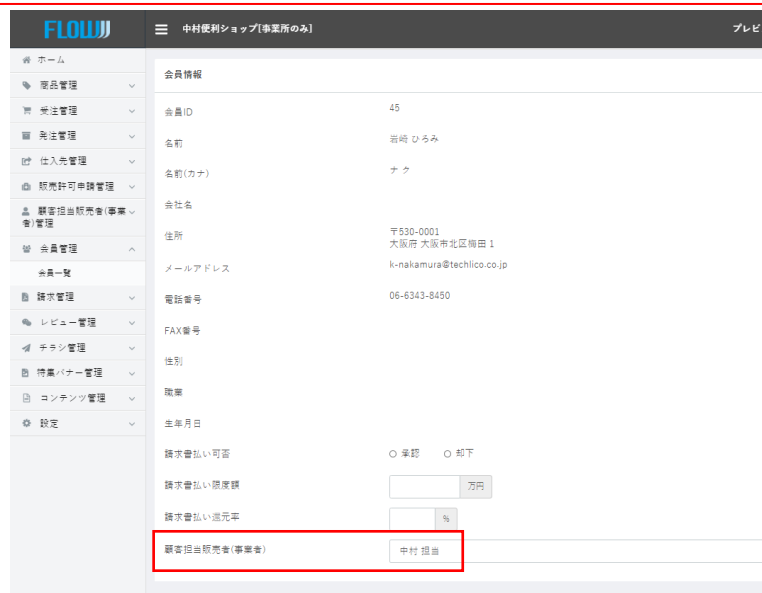 FLOW
中村便利ショップ[事業所のみ]
プレビ
ホーム
商品管理
受注管理
発注管理
仕入先管理
販売許可申請管理
顧客担当販売者(事業
者)管理
会員管理
会員一覧
請求管理
レビュー管理
チラシ管理
特集バナー管理
コンテンツ管理
設定
会員情報
会員ID 45
名前 岩崎 ひろみ
名前(カナ) ナ ク
会社名
住所 〒530-0001
大阪府 大阪市北区梅田 1
メールアドレス k-nakamura@techlico.co.jp
電話番号 06-6343-8450
FAX番号
性別
職業
生年月日
請求書払い可否 承認 却下
請求書払い限度額 万円
請求書払い還元率 %
顧客担当販売者(事業者) 中村 担当